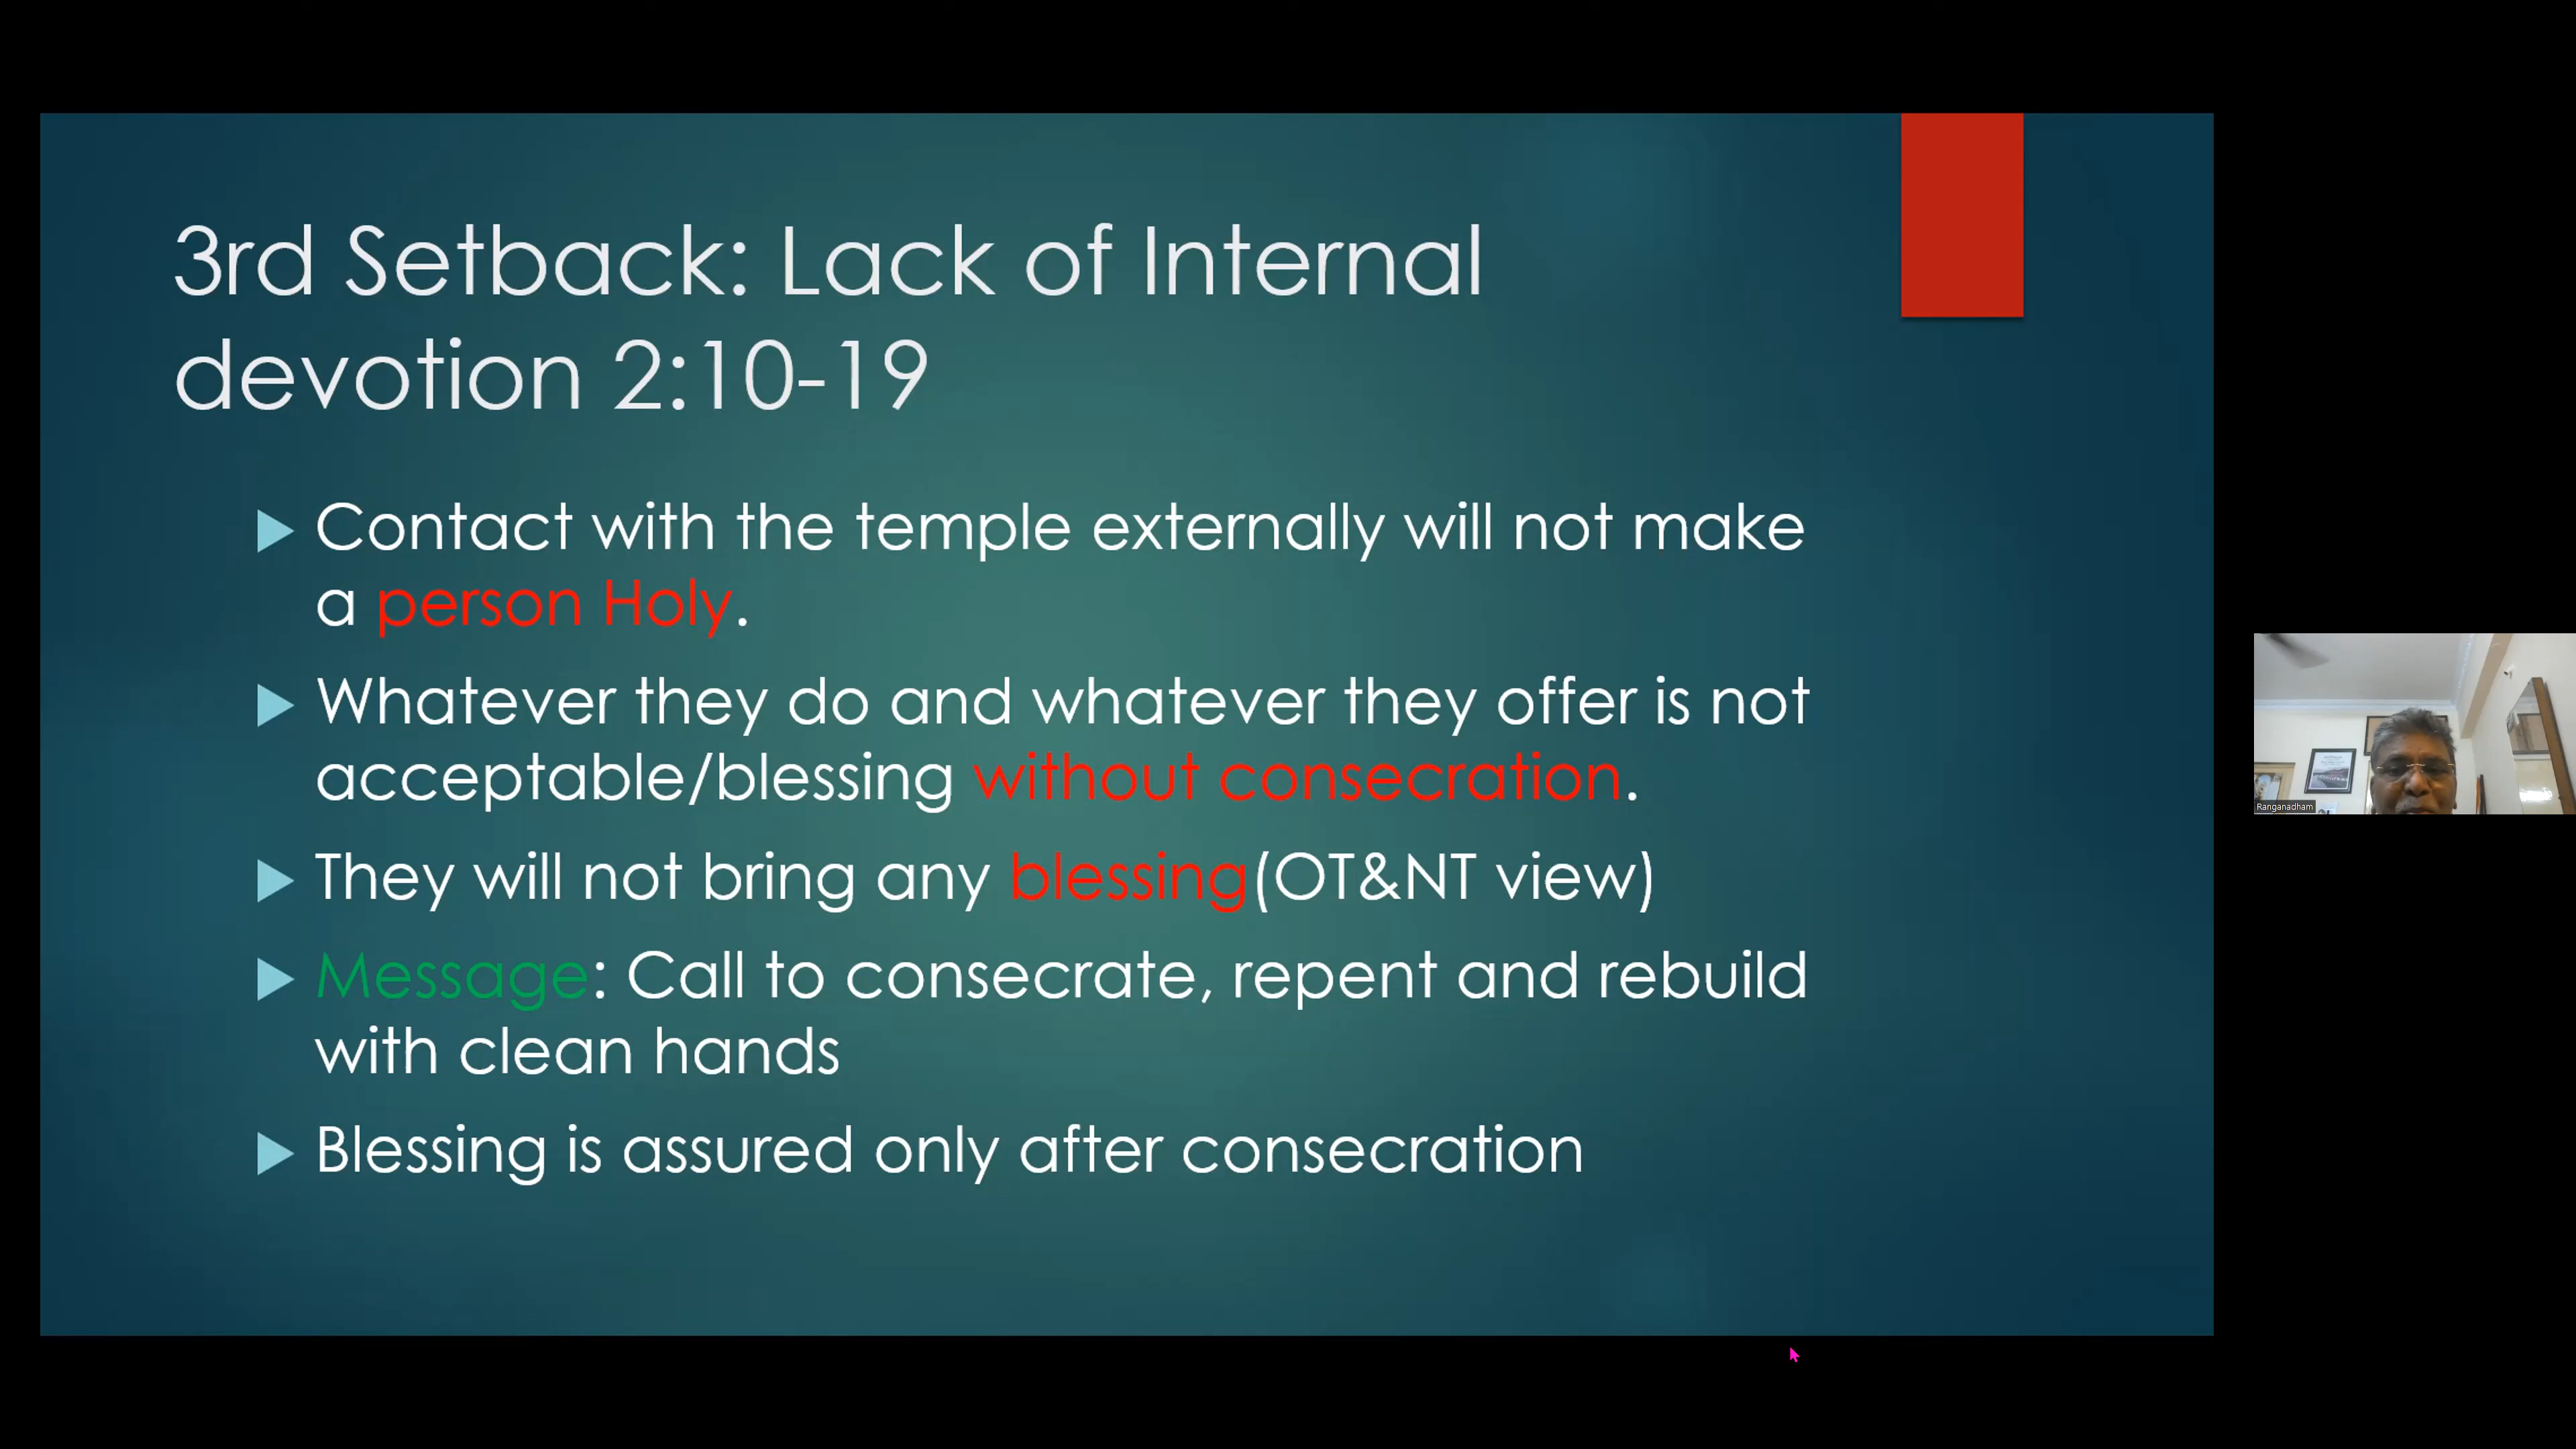 3rd Setback: Lack of Internal
devotion 2:10-19
Contact with the temple externally will not make
a person Holy.
Whatever they do and whatever they offer is not
acceptable/blessing without consecration.
They will not bring any blessing(OT&NT view)
Message: Call to consecrate, repent and rebuild
with clean hands
Blessing is assured only after consecration
Ranganadham